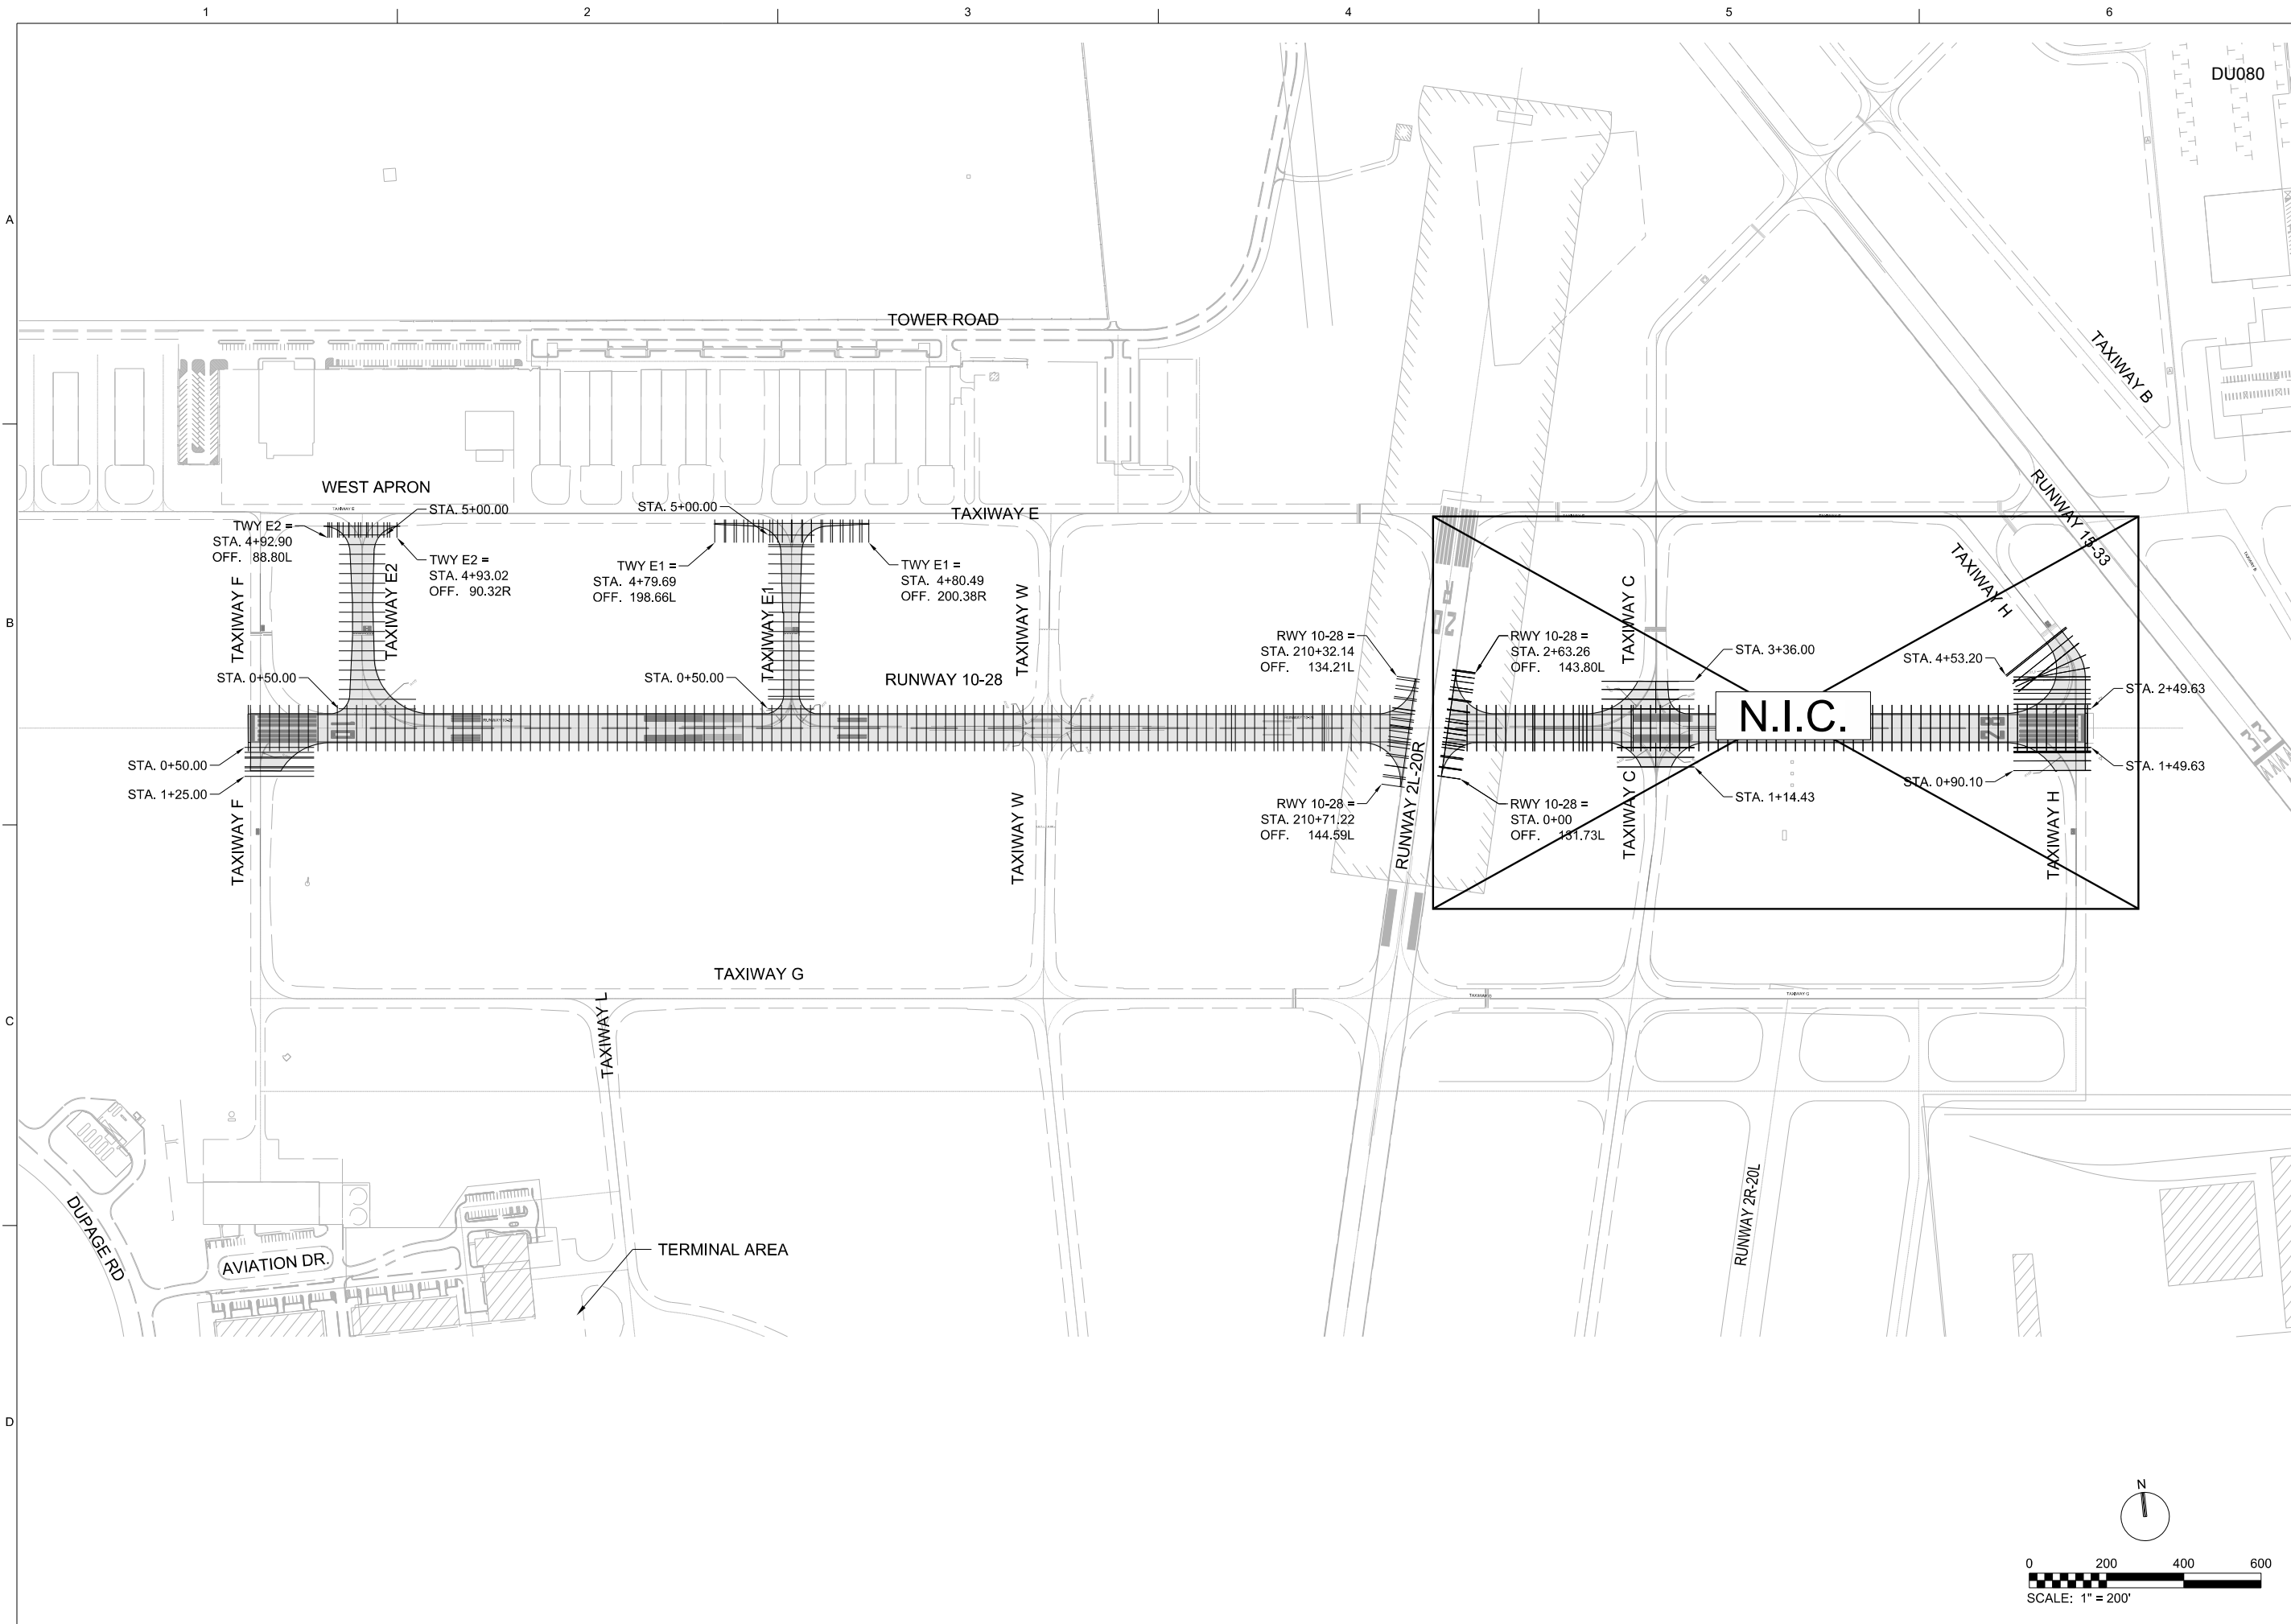 1
2
3
4
5
6
DU080
A
TOWER ROAD
TAXIWAY B
RUNWAY 15-33
WEST APRON
STA. 5+00.00
STA. 5+00.00
TAXIWAY E
TWY E2 =
STA. 4+92.90
OFF. 88.80L
TWY E2 =
STA. 4+93.02
OFF. 90.32R
TWY E1 =
STA. 4+79.69
OFF. 198.66L
TWY E1 =
STA. 4+80.49
OFF. 200.38R
TAXIWAY F
TAXIWAY E2
TAXIWAY E1
TAXIWAY W
TAXIWAY C
TAXIWAY H
B
20
R
RWY 10-28 =
STA. 210+32.14
OFF. 134.21L
RWY 10-28 =
STA. 2+63.26
OFF. 143.80L
STA. 3+36.00
STA. 4+53.20
STA. 0+50.00
STA. 0+50.00
RUNWAY 10-28
STA. 2+49.63
N.I.C.
10
28
33
STA. 0+50.00
STA. 1+25.00
STA. 1+49.63
STA. 0+90.10
STA. 1+14.43
RWY 10-28 =
STA. 210+71.22
OFF. 144.59L
RWY 10-28 =
STA. 0+00
OFF. 131.73L
RUNWAY 2L-20R
TAXIWAY F
TAXIWAY W
TAXIWAY C
TAXIWAY H
TAXIWAY G
TAXIWAY G
TAXIWAY G
C
TAXIWAY L
RUNWAY 2R-20L
DUPAGE RD
AVIATION DR.
TERMINAL AREA
D
N
0 200 400 600
SCALE: 1" = 200'